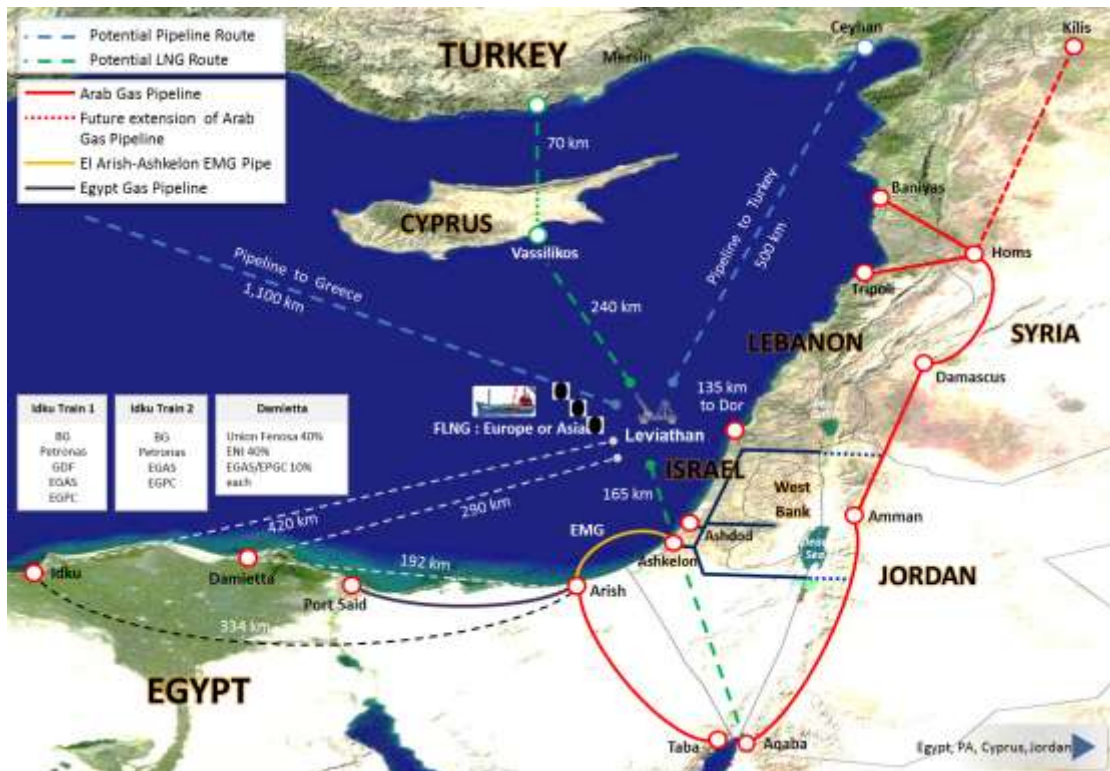 Potential Pipeline Route
Potential LNG Route
Arab Gas Pipeline
Future extension of Arab
Gas Pipeline
El Arish-Ashkelon EMG Pipe
Egypt Gas Pipeline
TURKEY
Mersin
Ceyhan
Kilis
70 km
CYPRUS
Vassilikos
Pipeline to Greece
1,100 km
Pipeline to Turkey
500 km
240 km
Baniyas
Homs
Tripoli
LEBANON
SYRIA
Damascus
135 km
to Dor
FLNG : Europe or Asia
Leviathan
Idku Train 1
BG
Petronas
GDF
EGAS
EGPC
Idku Train 2
BG
Petronas
EGAS
EGPC
Damietta
Union Fenosa 40%
ENI 40%
EGAS/EPGC 10%
each
ISRAEL
165 km
West
Bank
420 km
290 km
EMG
Ashdod
Ashkelon
Amman
Dead
Sea
JORDAN
Idku
Damietta
192 km
Port Said
Arish
334 km
EGYPT
Taba
Aqaba
Egypt, PA, Cyprus, Jordan